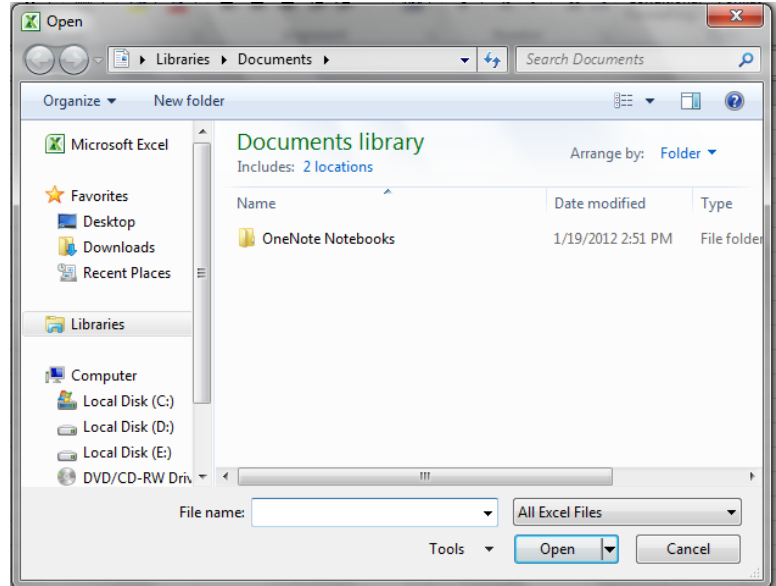 Open
Libraries Documents Search Documents
Organize New folder
Microsoft Excel
Documents library
Includes: 2 locations
Arrange by: Folder
Favorites
Name Date modified Type
Desktop
OneNote Notebooks 1/19/2012 2:51 PM File folder
Downloads
Recent Places
Libraries
Computer
Local Disk (C:)
Local Disk (D:)
Local Disk (E:)
DVD/CD-RW Driv
File name: All Excel Files
Tools Open Cancel